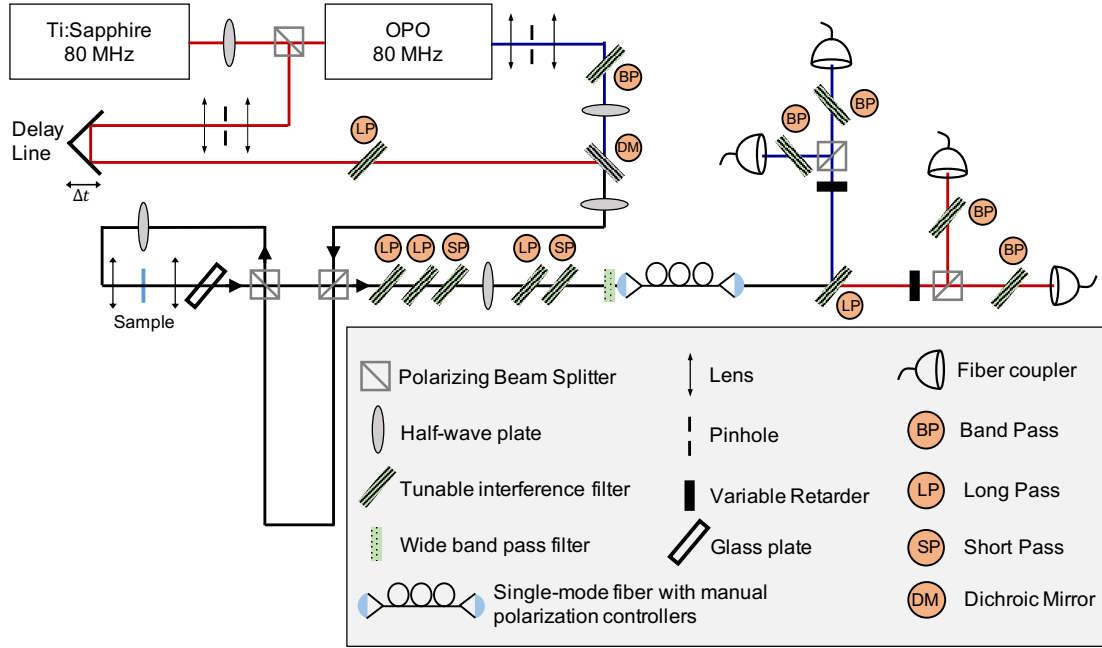 Ti:Sapphire
80 MHz
OPO
80 MHz
BP
BP
BP
Delay
Line
LP
DM
BP
Δt
BP
LP
LP
SP
LP
SP
LP
Sample
Polarizing Beam Splitter
Half-wave plate
Tunable interference filter
Wide band pass filter
Single-mode fiber with manual
polarization controllers
Lens
Pinhole
Variable Retarder
Glass plate
Fiber coupler
BP
Band Pass
LP
Long Pass
SP
Short Pass
DM
Dichroic Mirror